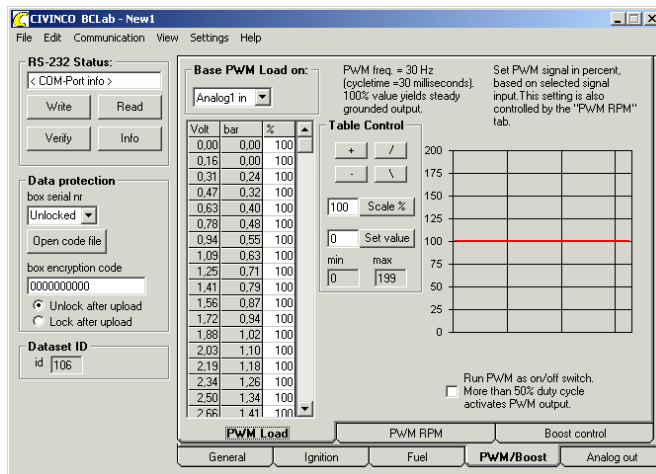 CIVINCO BCLab - New1
File Edit Communication View Settings Help
RS-232 Status:
< COM-Port info >
Write Read
Verify Info
Data protection
box serial nr
Unlocked
Open code file
box encryption code
0000000000
Unlock after upload
Lock after upload
Dataset ID
id 106
Base PWM Load on:
Analog1 in
PWM freq. = 30 Hz
(cycletime =30 milliseconds).
100% value yields steady
grounded output.
Set PWM signal in percent,
based on selected signal
input.This setting is also
controlled by the "PWM RPM"
tab.
Volt bar %
0,00 0,00 100
0,16 0,00 100
0,31 0,24 100
0,47 0,32 100
0,63 0,40 100
0,78 0,48 100
0,94 0,55 100
1,09 0,63 100
1,25 0,71 100
1,41 0,79 100
1,56 0,87 100
1,72 0,94 100
1,88 1,02 100
2,03 1,10 100
2,19 1,18 100
2,34 1,26 100
2,50 1,34 100
2,66 1,41 100
Table Control
+ /
- \
100 Scale %
0 Set value
min max
0 199
200
175
150
125
100
75
50
25
0
Run PWM as on/off switch.
More than 50% duty cycle
activates PWM output.
PWM Load PWM RPM Boost control
General Ignition Fuel PWM/Boost Analog out